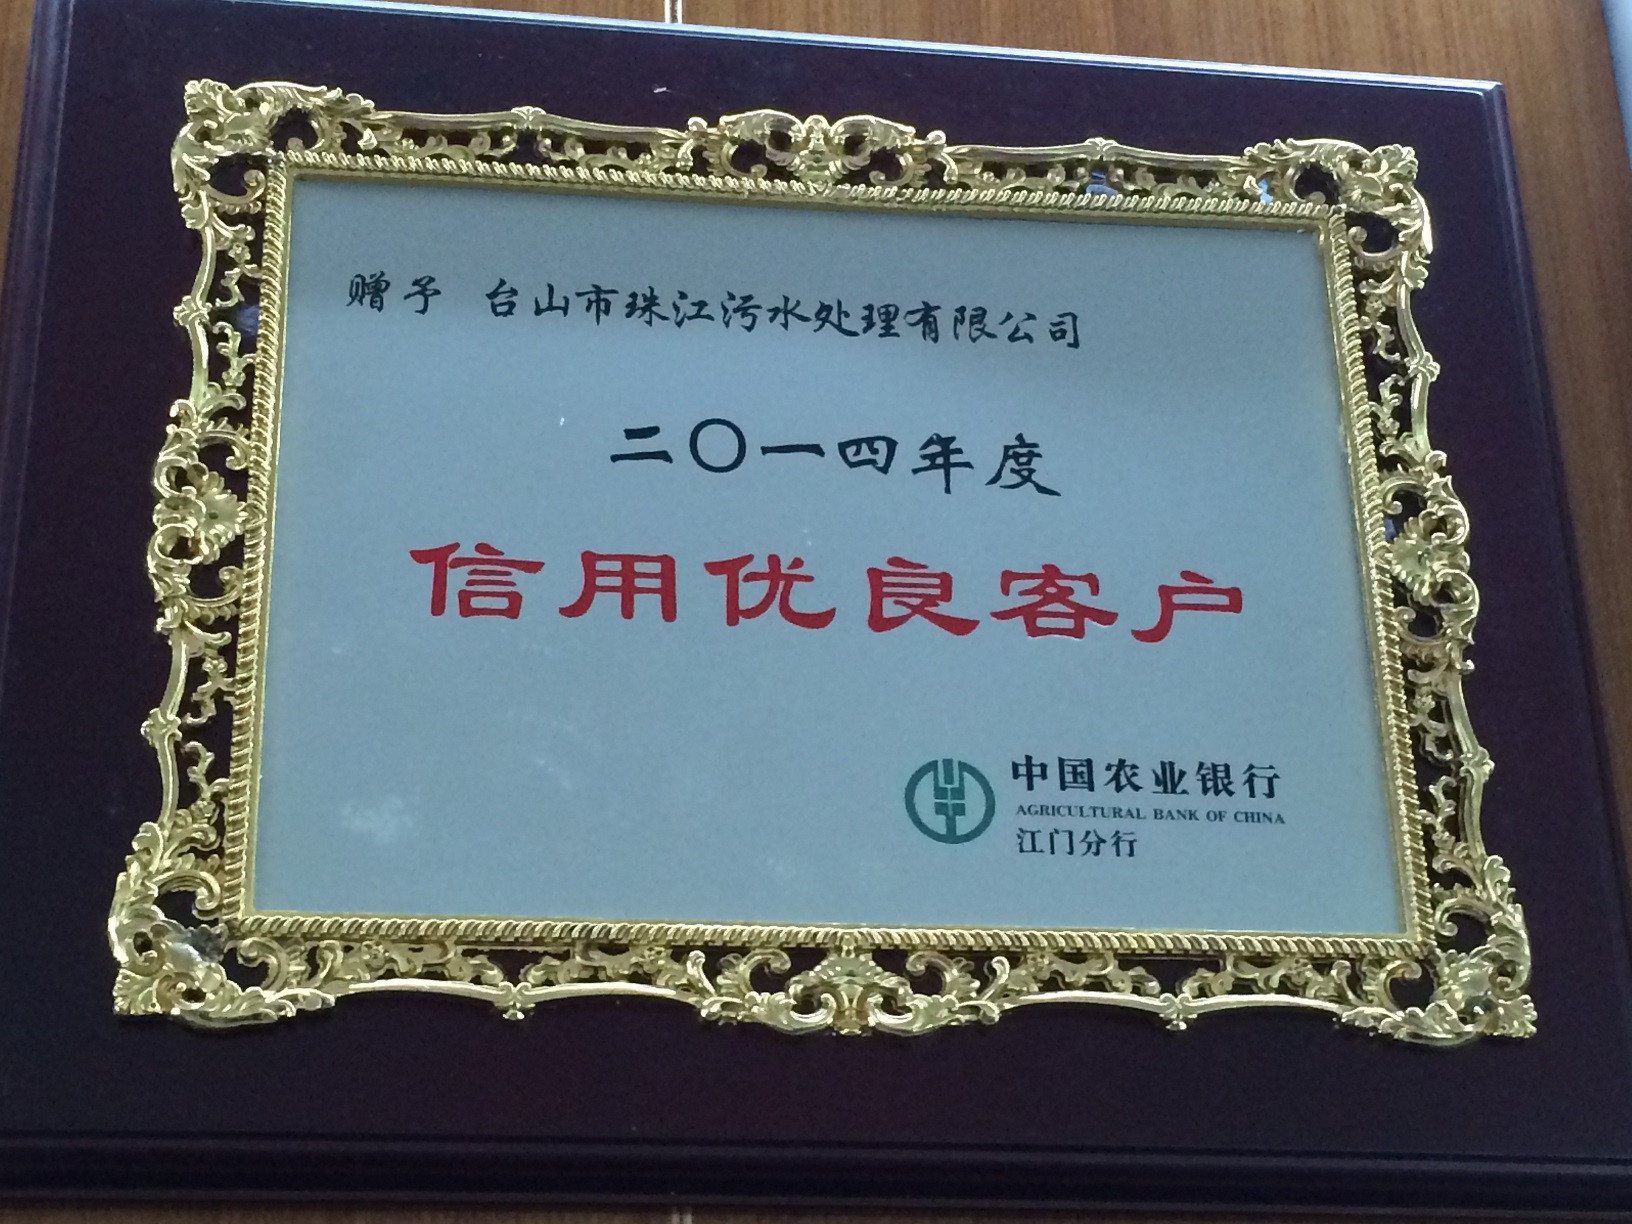 赠予 台山市珠江污水处理有限公司
二〇一四年度
信用优良客户
中国农业银行
AGRICULTURAL BANK OF CHINA
江门分行